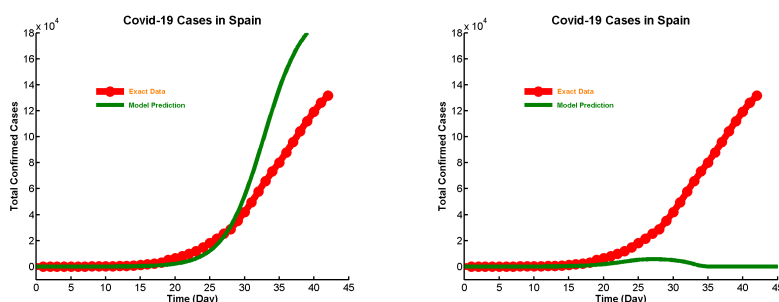 Covid-19 Cases in Spain
x 10^4
18
16
14
12
10
8
6
4
2
0
Total Confirmed Cases
Exact Data
Model Prediction
0 5 10 15 20 25 30 35 40 45
Time (Day)
Covid-19 Cases in Spain
x 10^4
18
16
14
12
10
8
6
4
2
0
Total Confirmed Cases
Exact Data
Model Prediction
0 5 10 15 20 25 30 35 40 45
Time (Day)